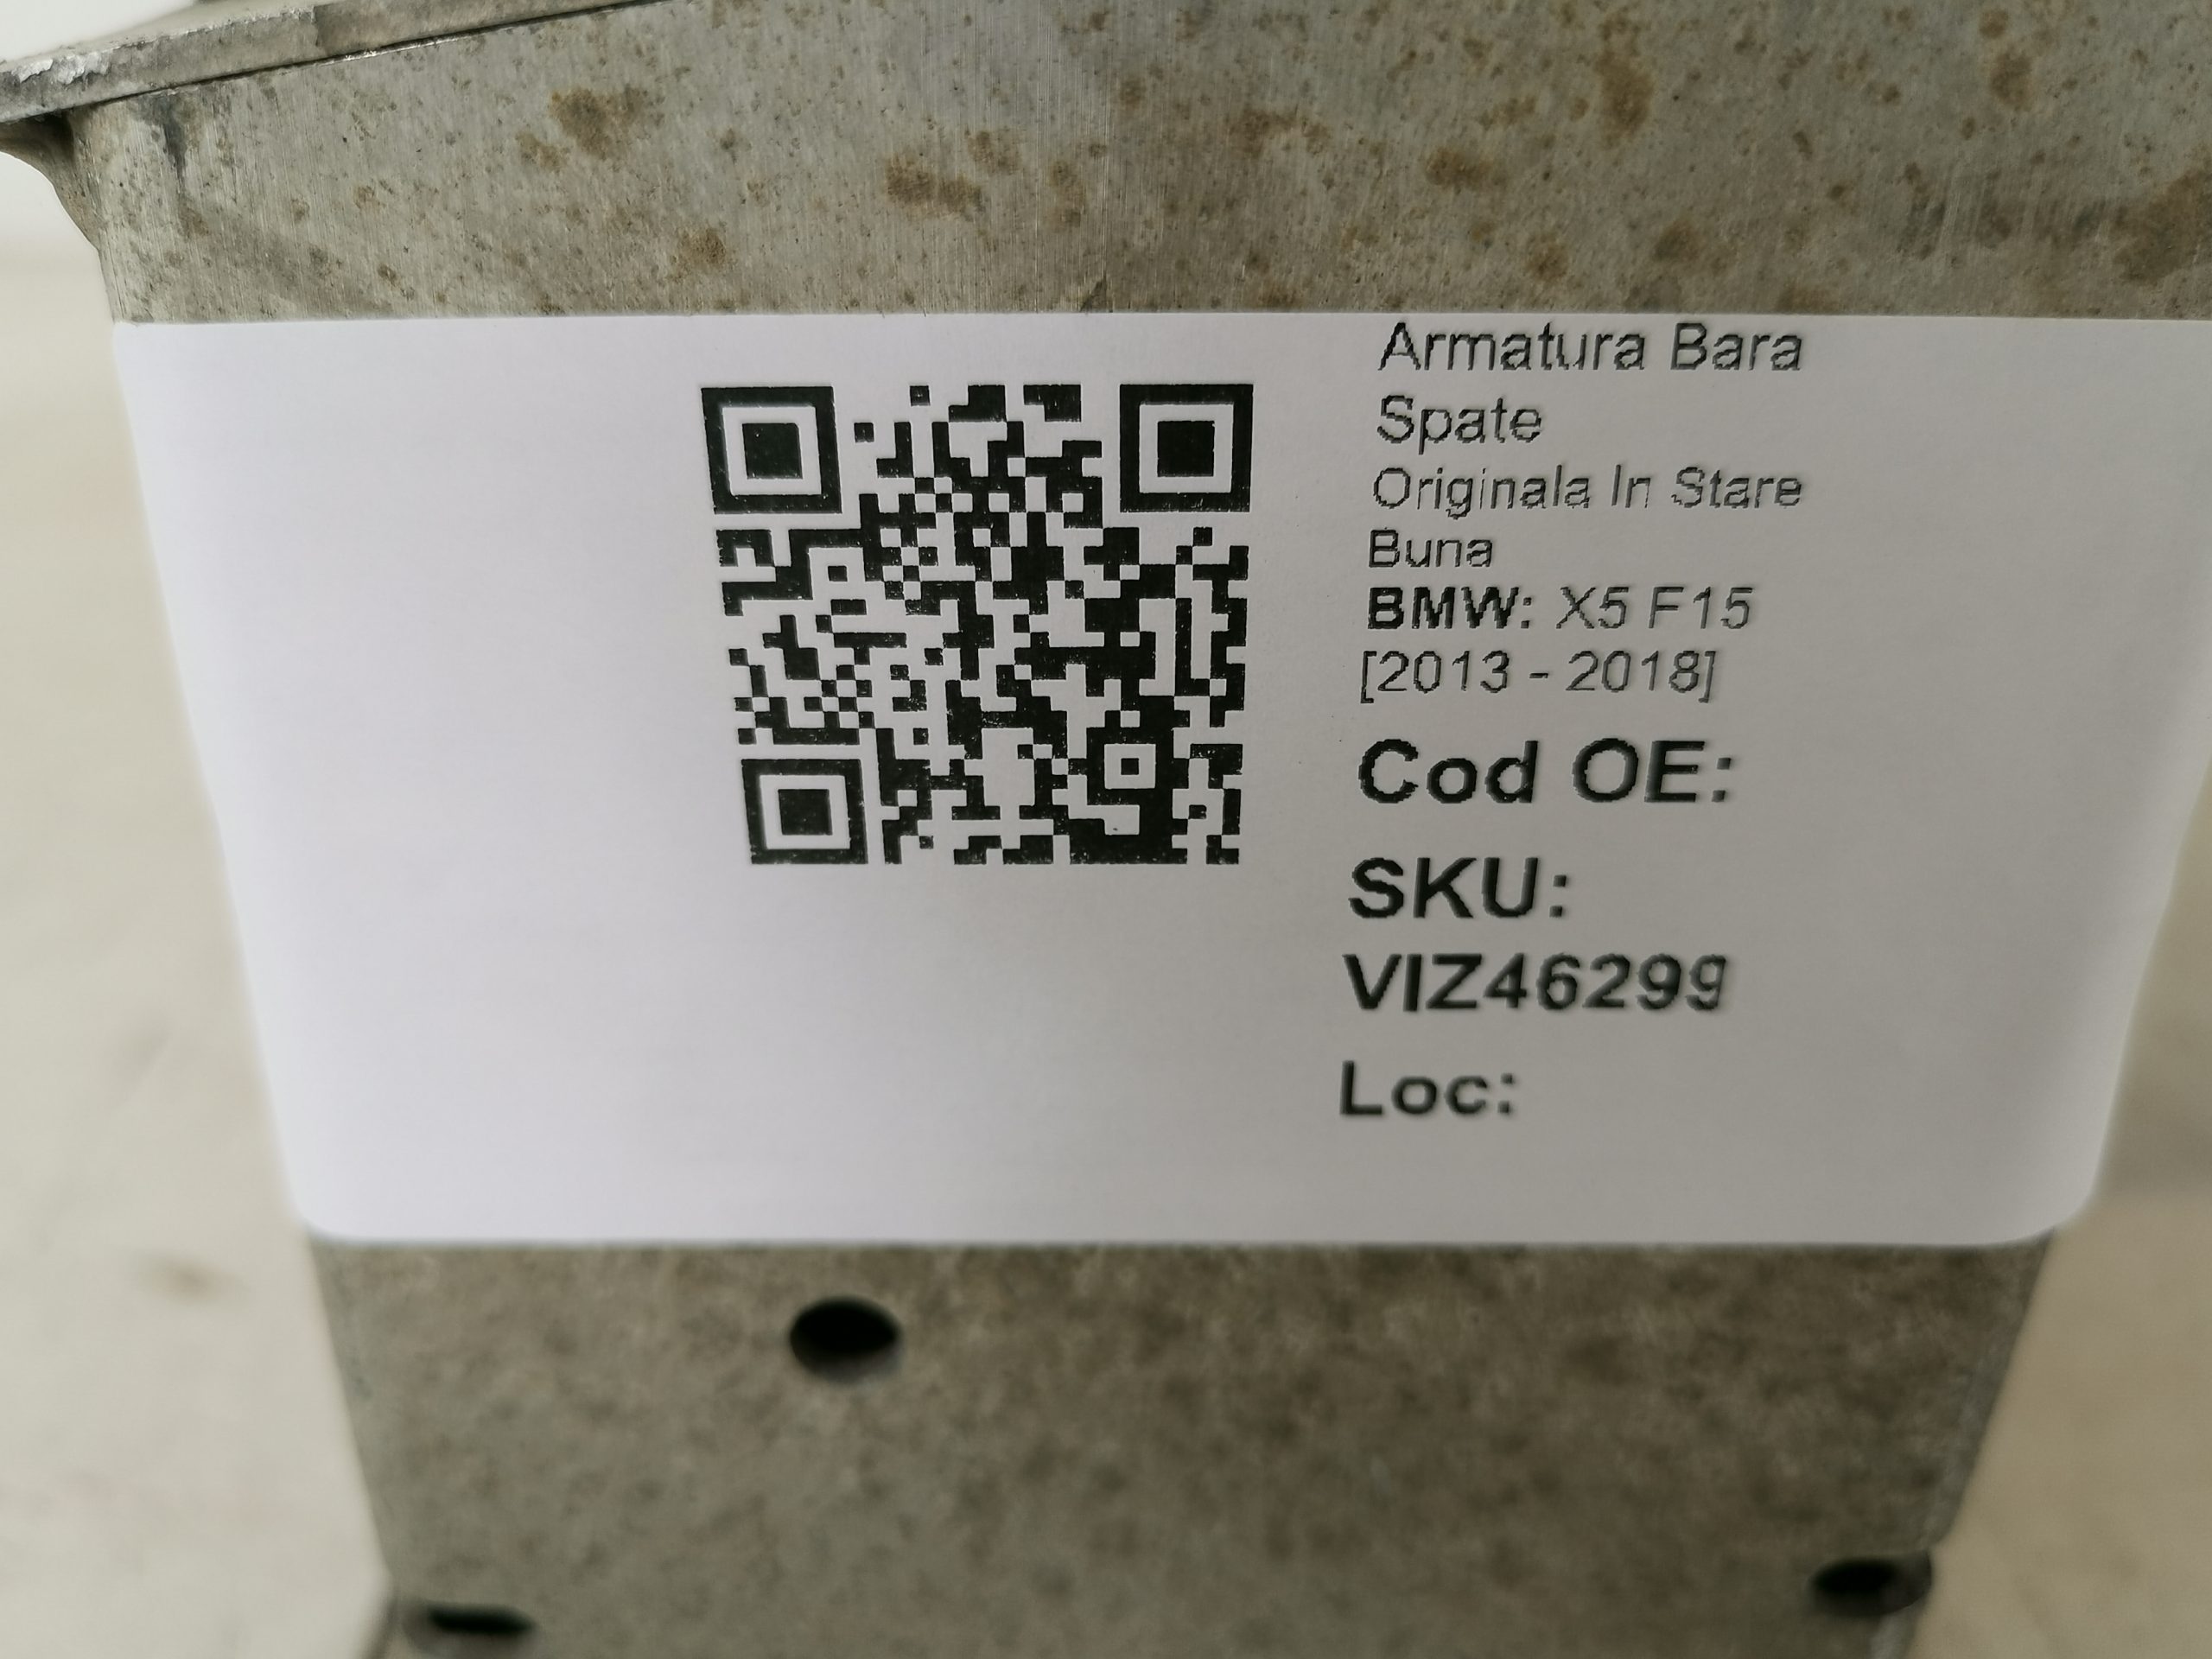 Armatura Bara
Spate
Originala In Stare
Buna
BMW: X5 F15
[2013 - 2018]
Cod OE:
SKU:
VIZ46299
Loc: